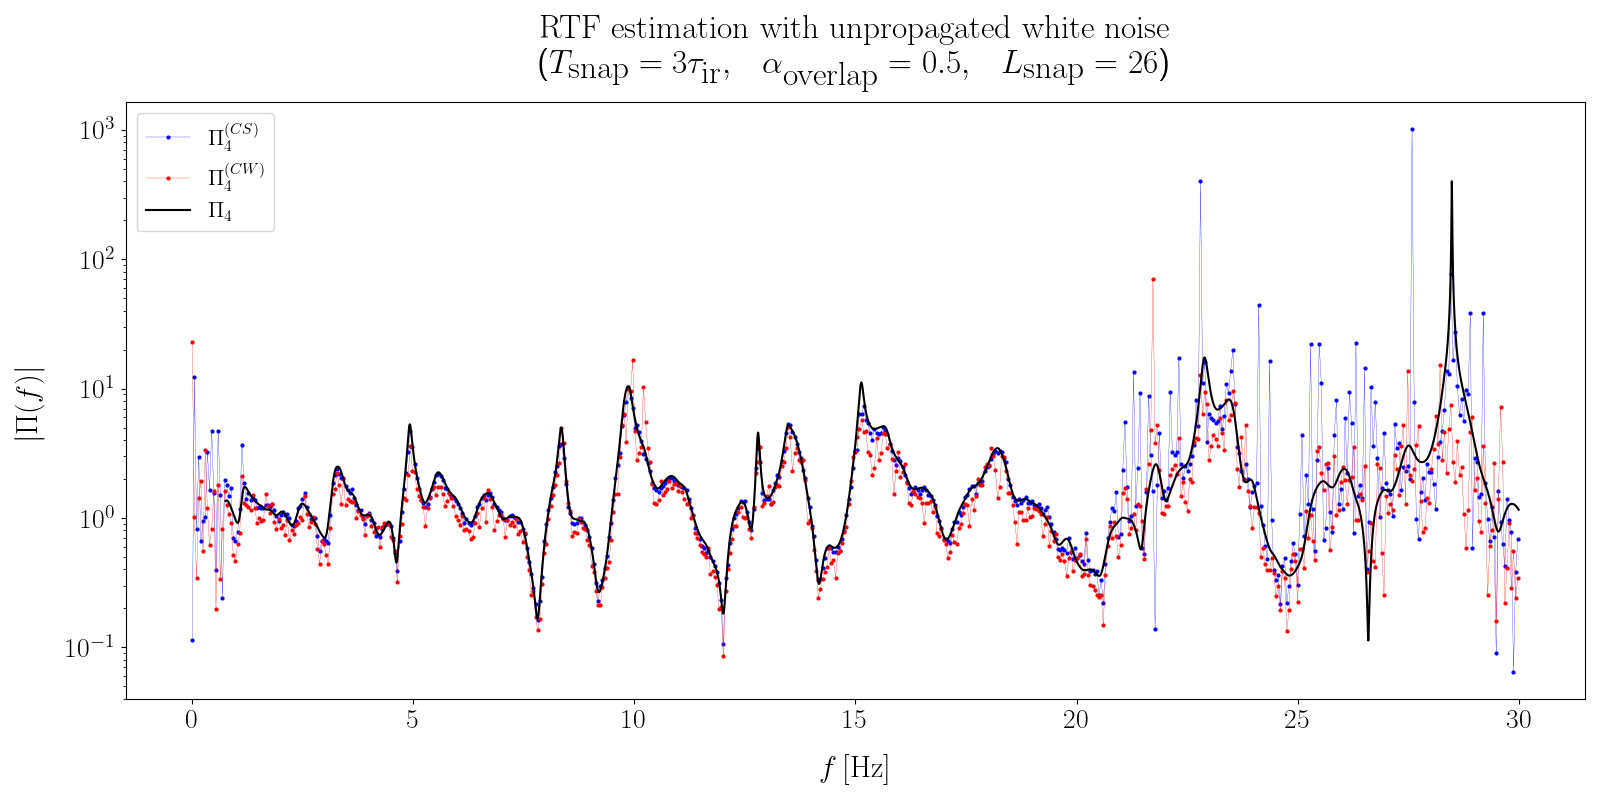 RTF estimation with unpropagated white noise
(T_snap = 3τ_ir, α_overlap = 0.5, L_snap = 26)
Π_4^(CS)
Π_4^(CW)
Π_4
|Π(f)|
10^3
10^2
10^1
10^0
10^−1
0 5 10 15 20 25 30
f [Hz]